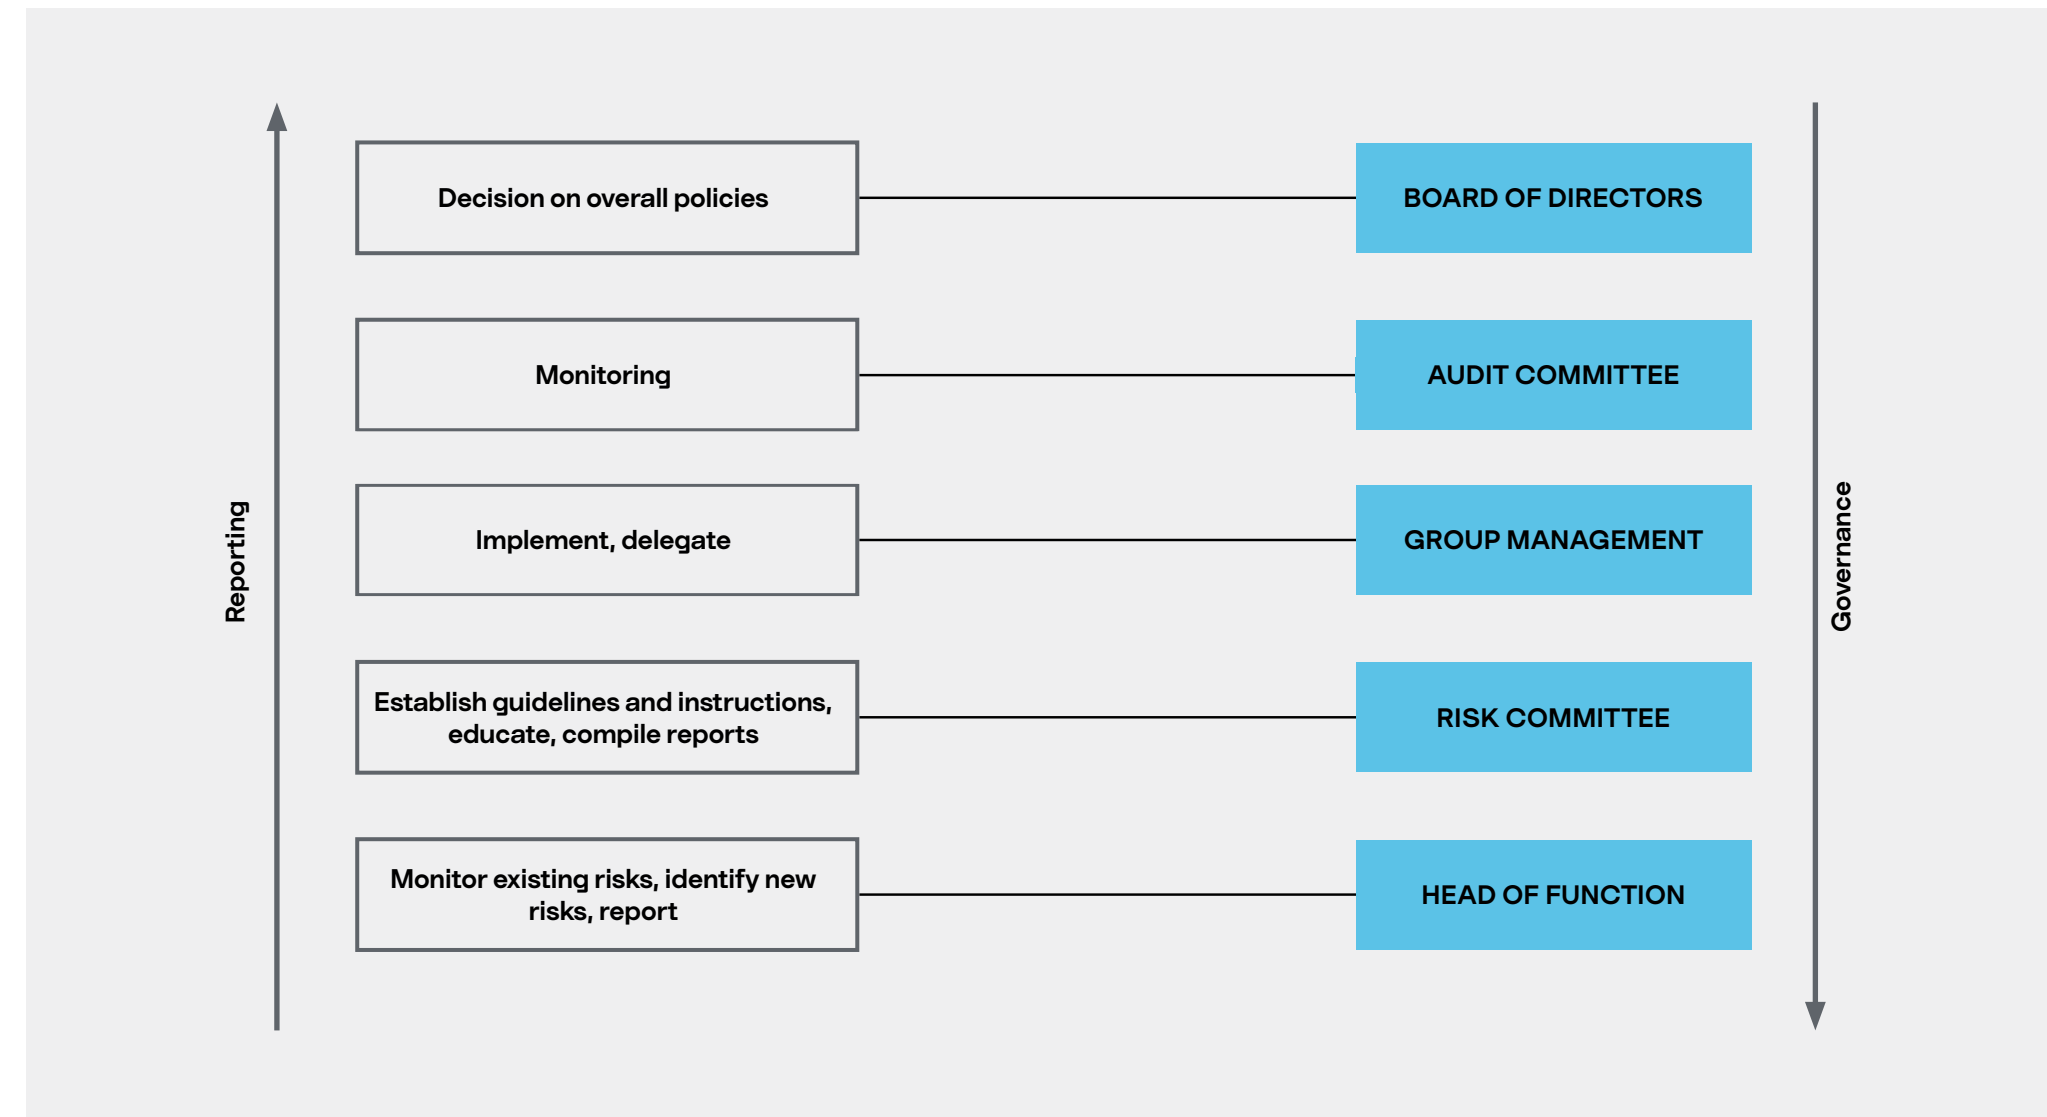 Decision on overall policies
BOARD OF DIRECTORS
Monitoring
AUDIT COMMITTEE
Implement, delegate
GROUP MANAGEMENT
Establish guidelines and instructions,
educate, compile reports
RISK COMMITTEE
Monitor existing risks, identify new
risks, report
HEAD OF FUNCTION
Reporting
Governance